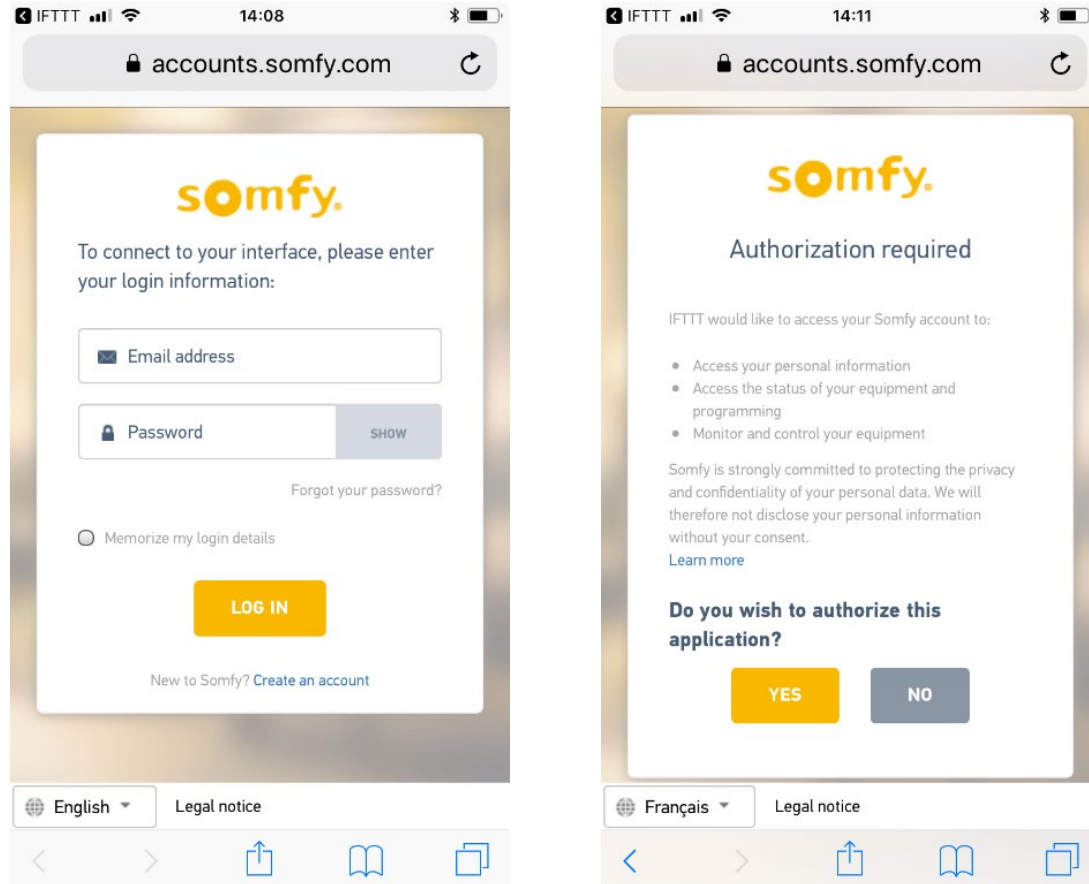 IFTTT 14:08
accounts.somfy.com
somfy.
To connect to your interface, please enter
your login information:
Email address
Password SHOW
Forgot your password?
Memorize my login details
LOG IN
New to Somfy? Create an account
English Legal notice
IFTTT 14:11
accounts.somfy.com
somfy.
Authorization required
IFTTT would like to access your Somfy account to:
• Access your personal information
• Access the status of your equipment and
programming
• Monitor and control your equipment
Somfy is strongly committed to protecting the privacy
and confidentiality of your personal data. We will
therefore not disclose your personal information
without your consent.
Learn more
Do you wish to authorize this
application?
YES NO
Français Legal notice